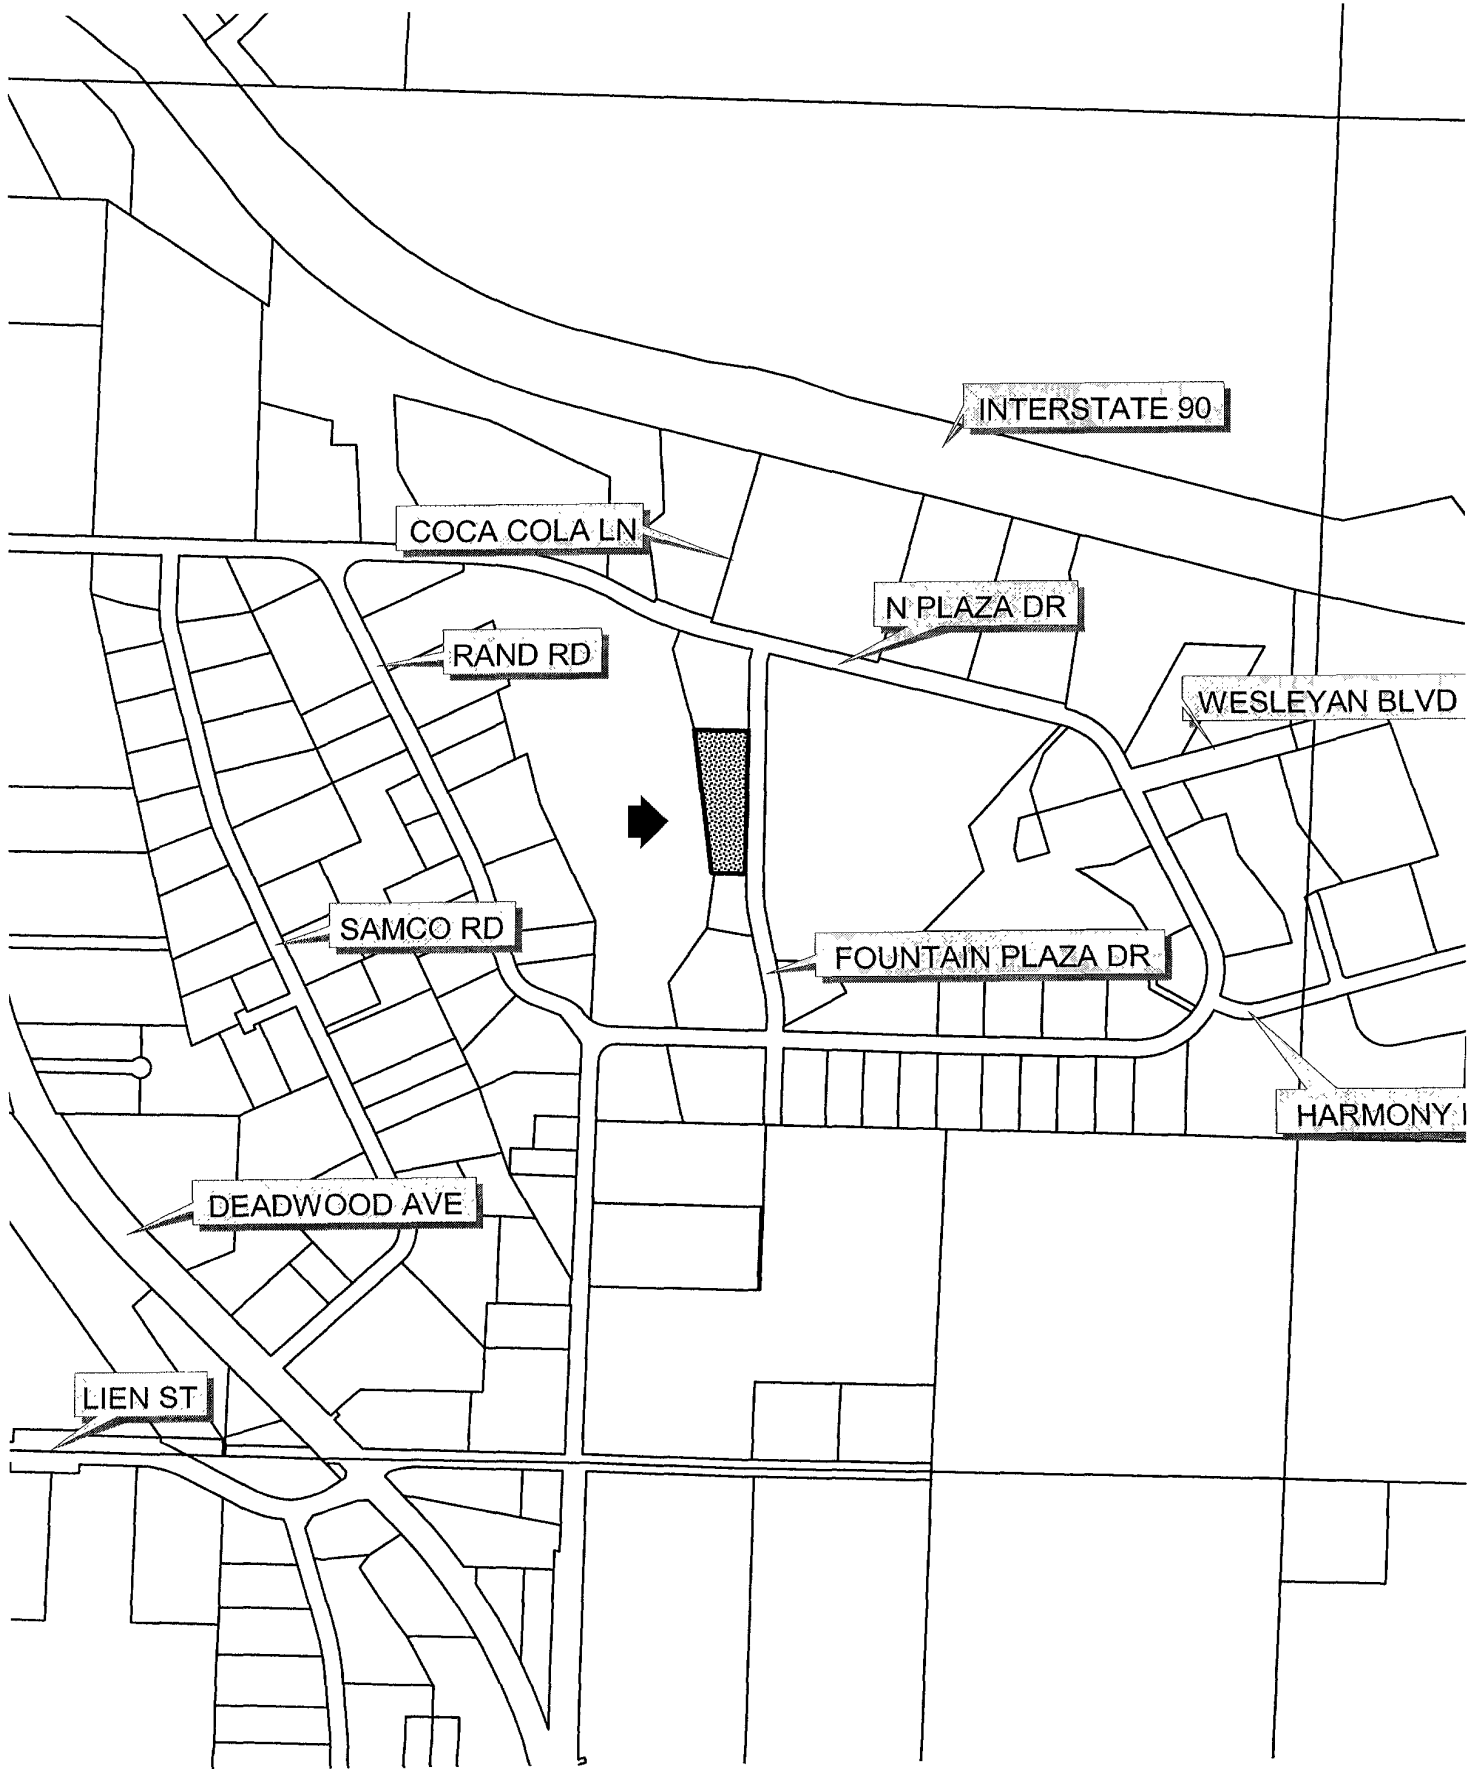 INTERSTATE 90
COCA COLA LN
N PLAZA DR
RAND RD
WESLEYAN BLVD
SAMCO RD
FOUNTAIN PLAZA DR
HARMONY
DEADWOOD AVE
LIEN ST